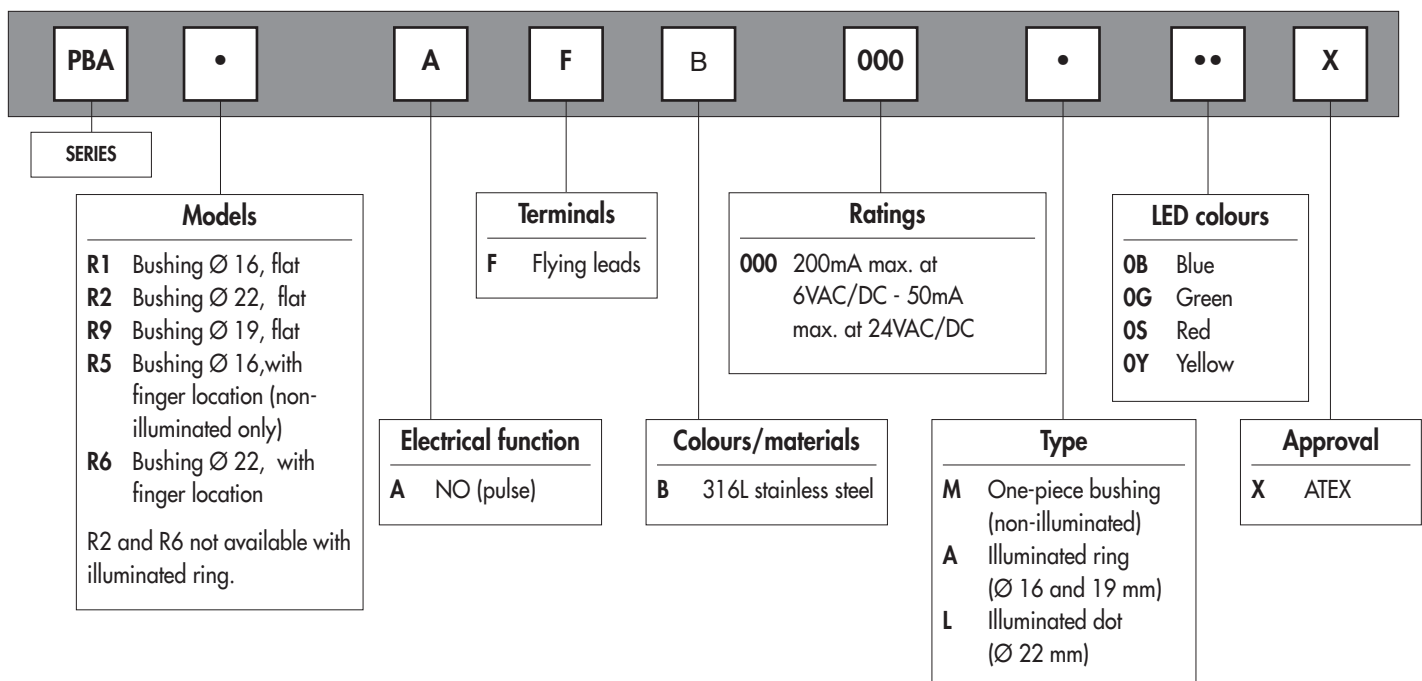 PBA • A F B 000 • •• X
SERIES
Models
R1 Bushing Ø 16, flat
R2 Bushing Ø 22, flat
R9 Bushing Ø 19, flat
R5 Bushing Ø 16,with
finger location (non-
illuminated only)
R6 Bushing Ø 22, with
finger location
R2 and R6 not available with
illuminated ring.
Electrical function
A NO (pulse)
Terminals
F Flying leads
Colours/materials
B 316L stainless steel
Ratings
000 200mA max. at
6VAC/DC - 50mA
max. at 24VAC/DC
Type
M One-piece bushing
(non-illuminated)
A Illuminated ring
(Ø 16 and 19 mm)
L Illuminated dot
(Ø 22 mm)
LED colours
0B Blue
0G Green
0S Red
0Y Yellow
Approval
X ATEX